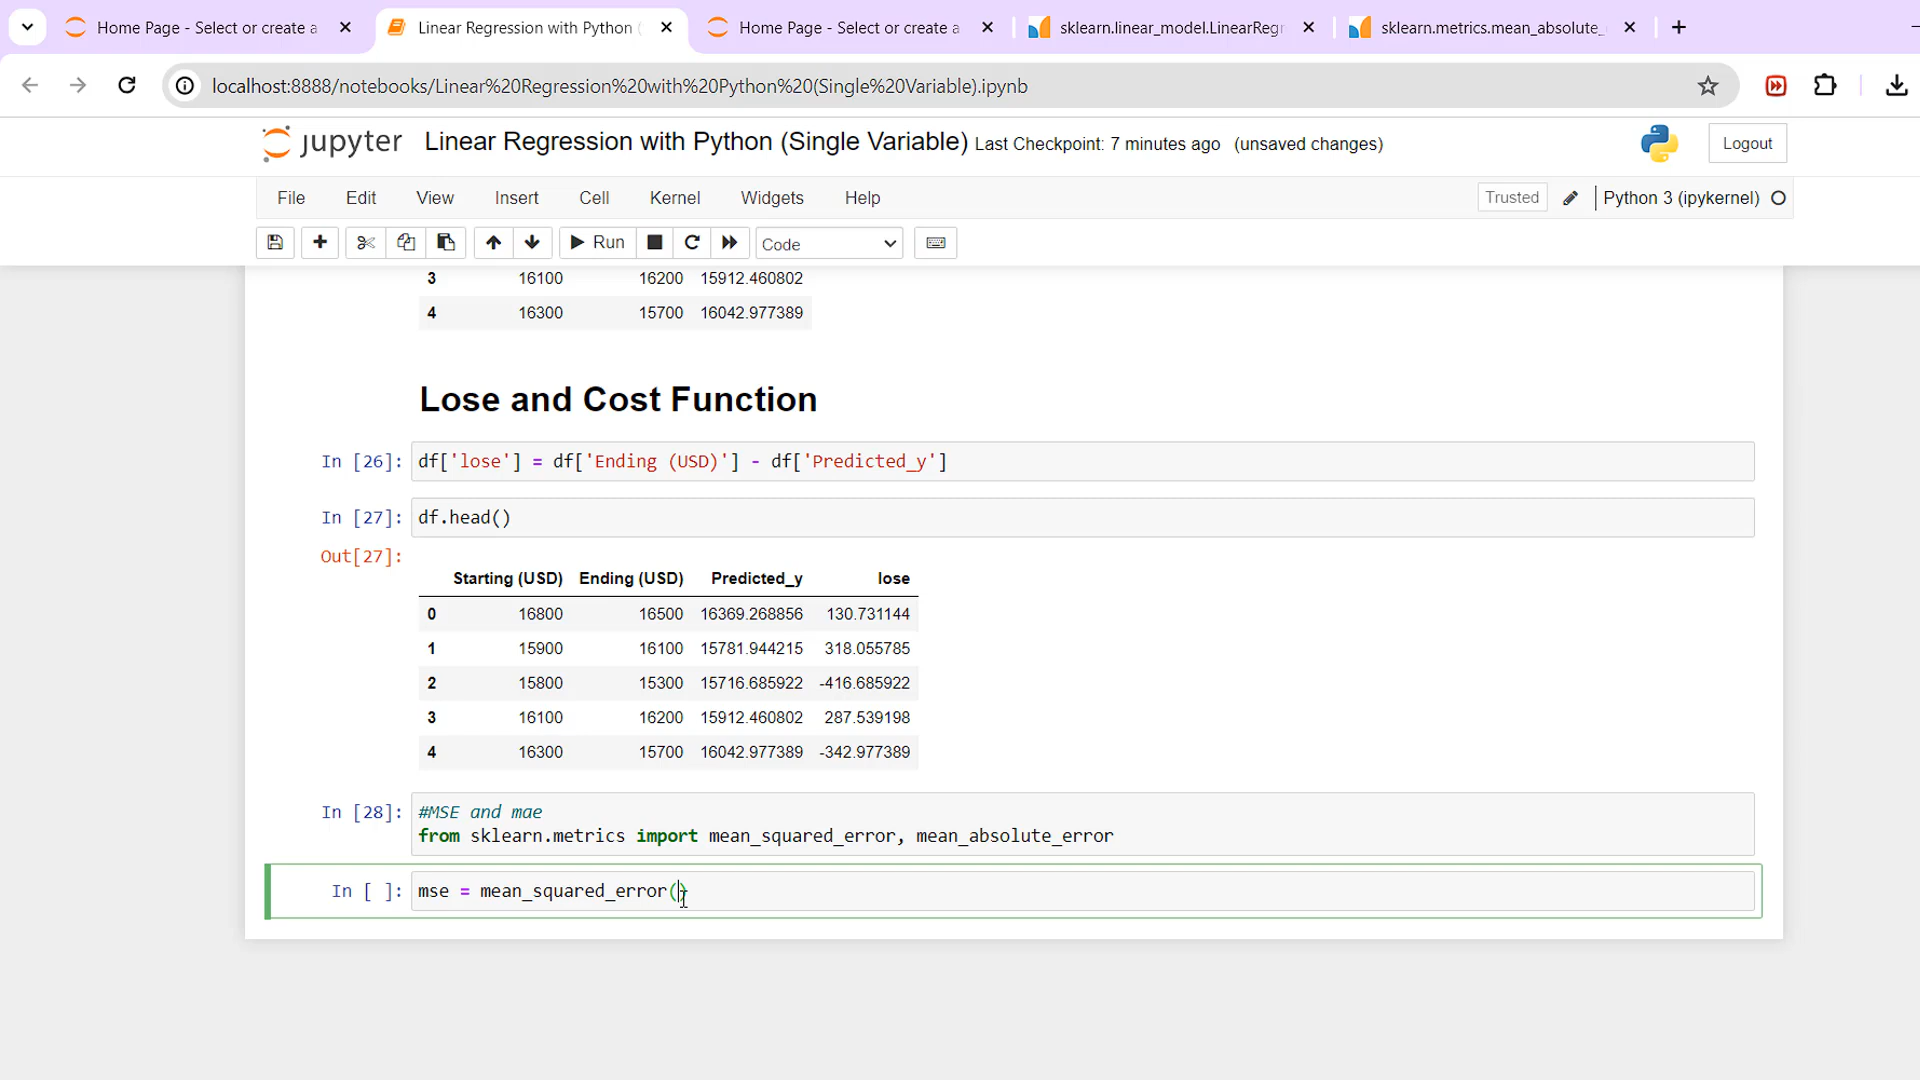 Home Page - Select or create a
Linear Regression with Python (
Home Page - Select or create a
sklearn.linear_model.LinearRegr
sklearn.metrics.mean_absolute_
localhost:8888/notebooks/Linear%20Regression%20with%20Python%20(Single%20Variable).ipynb
jupyter Linear Regression with Python (Single Variable) Last Checkpoint: 7 minutes ago (unsaved changes)
Logout
File Edit View Insert Cell Kernel Widgets Help
Trusted Python 3 (ipykernel)
Run Code
3 16100 16200 15912.460802
4 16300 15700 16042.977389
Lose and Cost Function
In [26]: df['lose'] = df['Ending (USD)'] - df['Predicted_y']
In [27]: df.head()
Out[27]:
Starting (USD) Ending (USD) Predicted_y lose
0 16800 16500 16369.268856 130.731144
1 15900 16100 15781.944215 318.055785
2 15800 15300 15716.685922 -416.685922
3 16100 16200 15912.460802 287.539198
4 16300 15700 16042.977389 -342.977389
In [28]: #MSE and mae
from sklearn.metrics import mean_squared_error, mean_absolute_error
In [ ]: mse = mean_squared_error()